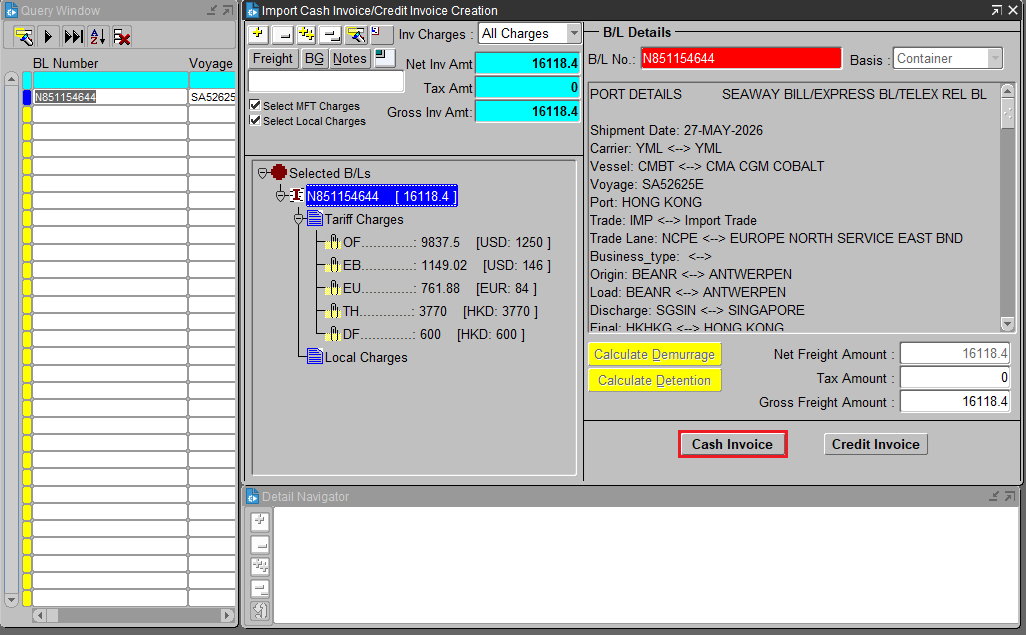 Query Window
BL Number Voyage
N851154644 SA52625
Import Cash Invoice/Credit Invoice Creation
Inv Charges : All Charges
Freight BG Notes
Net Inv Amt 16118.4
Tax Amt 0
Gross Inv Amt: 16118.4
Select MFT Charges
Select Local Charges
Selected B/Ls
N851154644 [ 16118.4 ]
Tariff Charges
OF.............: 9837.5 [USD: 1250 ]
EB.............: 1149.02 [USD: 146 ]
EU.............: 761.88 [EUR: 84 ]
TH.............: 3770 [HKD: 3770 ]
DF.............: 600 [HKD: 600 ]
Local Charges
B/L Details
B/L No.: N851154644 Basis : Container
PORT DETAILS SEAWAY BILL/EXPRESS BL/TELEX REL BL
Shipment Date: 27-MAY-2026
Carrier: YML <--> YML
Vessel: CMBT <--> CMA CGM COBALT
Voyage: SA52625E
Port: HONG KONG
Trade: IMP <--> Import Trade
Trade Lane: NCPE <--> EUROPE NORTH SERVICE EAST BND
Business_type: <-->
Origin: BEANR <--> ANTWERPEN
Load: BEANR <--> ANTWERPEN
Discharge: SGSIN <--> SINGAPORE
Final: HKHKG <--> HONG KONG
Calculate Demurrage
Calculate Detention
Net Freight Amount : 16118.4
Tax Amount : 0
Gross Freight Amount : 16118.4
Cash Invoice Credit Invoice
Detail Navigator